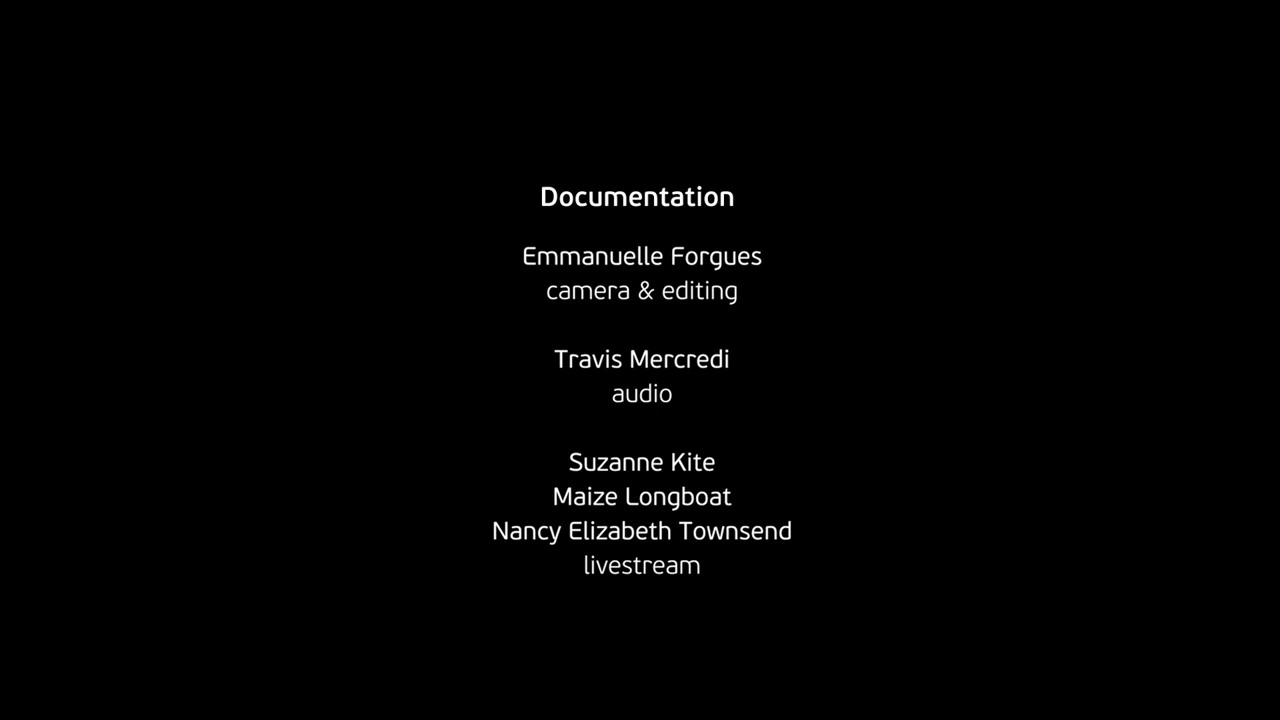 Documentation
Emmanuelle Forgues
camera & editing
Travis Mercredi
audio
Suzanne Kite
Maize Longboat
Nancy Elizabeth Townsend
livestream